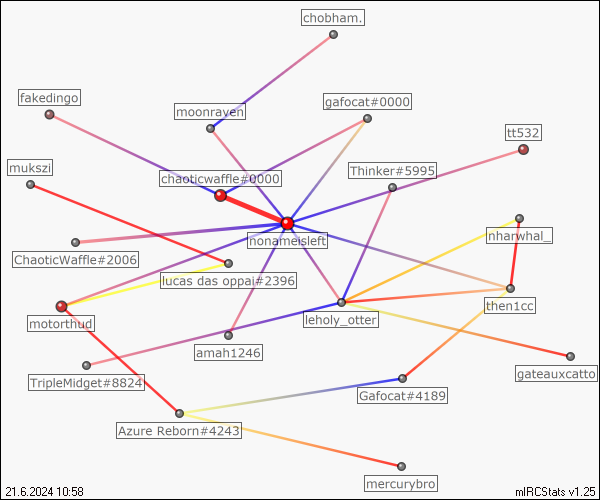 chobham.
fakedingo
gafocat#0000
moonraven
tt532
mukszi
Thinker#5995
chaoticwaffle#0000
nharwhal_
nonameisleft
ChaoticWaffle#2006
lucas das oppai#2396
then1cc
motorthud
leholy_otter
amah1246
gateauxcatto
TripleMidget#8824
Gafocat#4189
Azure Reborn#4243
mercurybro
21.6.2024 10:58
mIRCStats v1.25